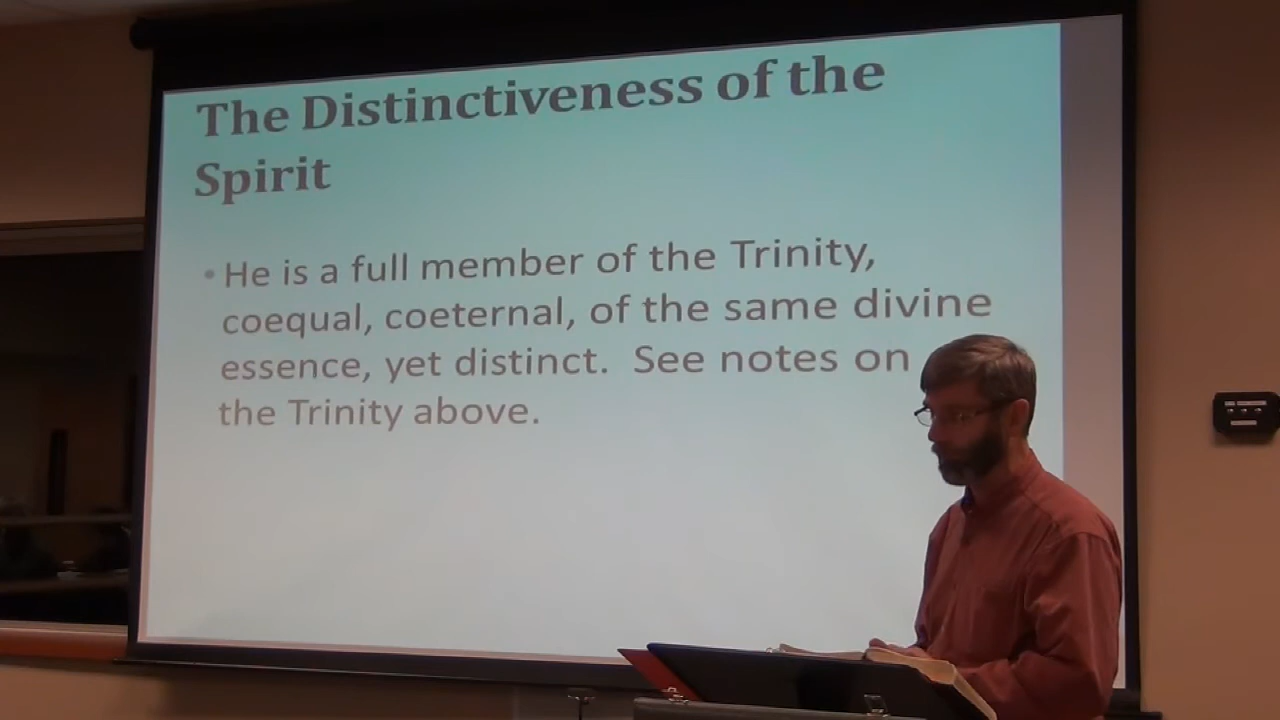 The Distinctiveness of the
Spirit
• He is a full member of the Trinity,
coequal, coeternal, of the same divine
essence, yet distinct.  See notes on
the Trinity above.